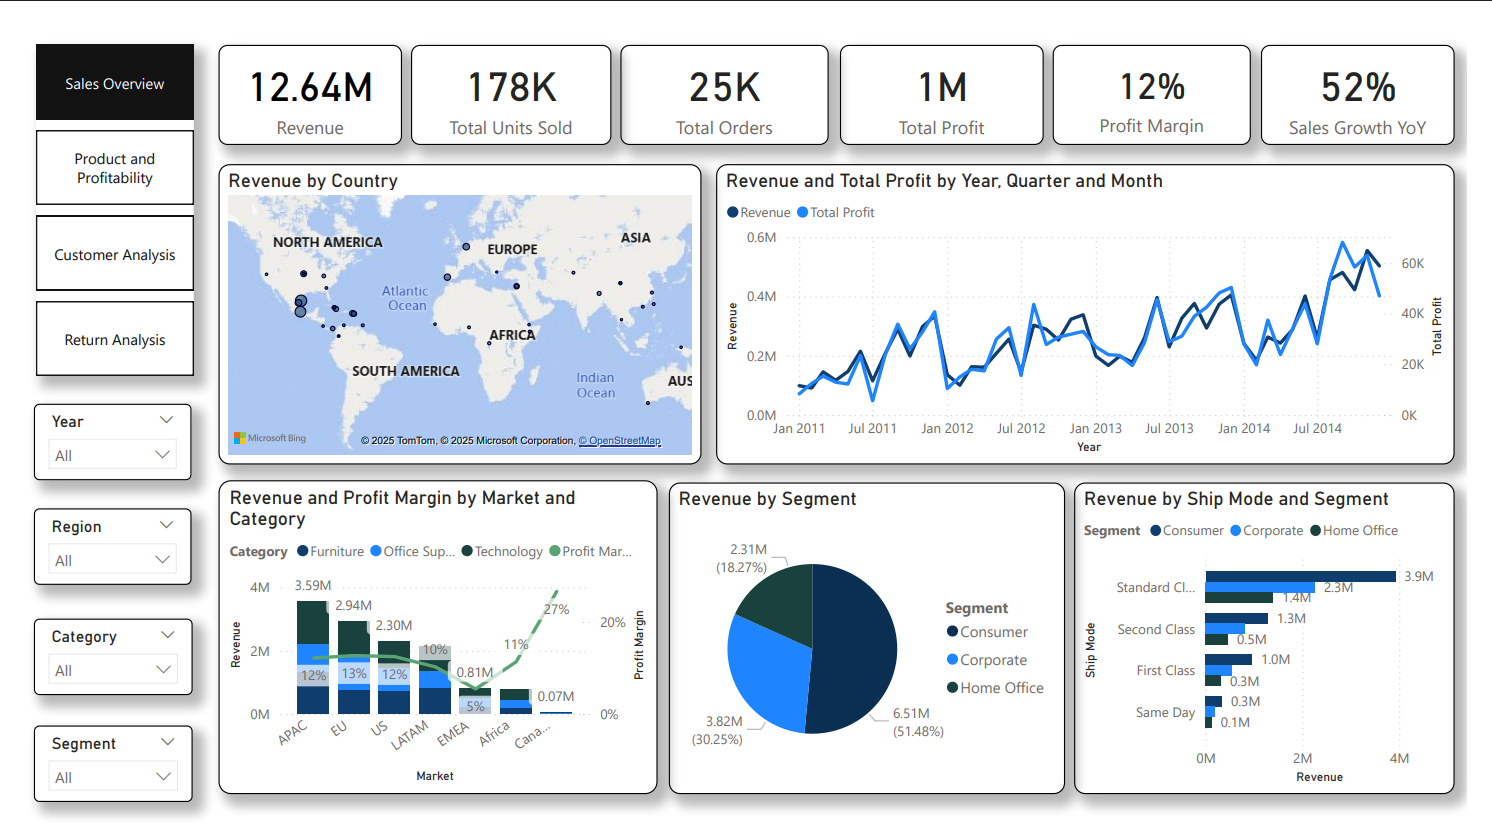 Sales Overview
Product and
Profitability
Customer Analysis
Return Analysis
Year
All
Region
All
Category
All
Segment
All
12.64M
Revenue
178K
Total Units Sold
25K
Total Orders
1M
Total Profit
12%
Profit Margin
52%
Sales Growth YoY
Revenue by Country
NORTH AMERICA
EUROPE
ASIA
Atlantic
Ocean
AFRICA
SOUTH AMERICA
Indian
Ocean
AUS
Microsoft Bing
© 2025 TomTom, © 2025 Microsoft Corporation, © OpenStreetMap
Revenue and Total Profit by Year, Quarter and Month
Revenue Total Profit
0.6M
0.4M
0.2M
0.0M
Revenue
60K
40K
20K
0K
Total Profit
Jan 2011 Jul 2011 Jan 2012 Jul 2012 Jan 2013 Jul 2013 Jan 2014 Jul 2014
Year
Revenue and Profit Margin by Market and
Category
Category Furniture Office Sup... Technology Profit Mar...
4M
2M
0M
Revenue
3.59M
2.94M
2.30M
10%
0.81M
11%
27%
0.07M
12%
13%
12%
5%
20%
0%
Profit Margin
APAC EU US LATAM EMEA Africa Cana...
Market
Revenue by Segment
2.31M
(18.27%)
3.82M
(30.25%)
6.51M
(51.48%)
Segment
Consumer
Corporate
Home Office
Revenue by Ship Mode and Segment
Segment Consumer Corporate Home Office
Ship Mode
Standard Cl...
3.9M
2.3M
1.4M
Second Class
1.3M
0.5M
First Class
1.0M
0.3M
Same Day
0.3M
0.1M
0M 2M 4M
Revenue